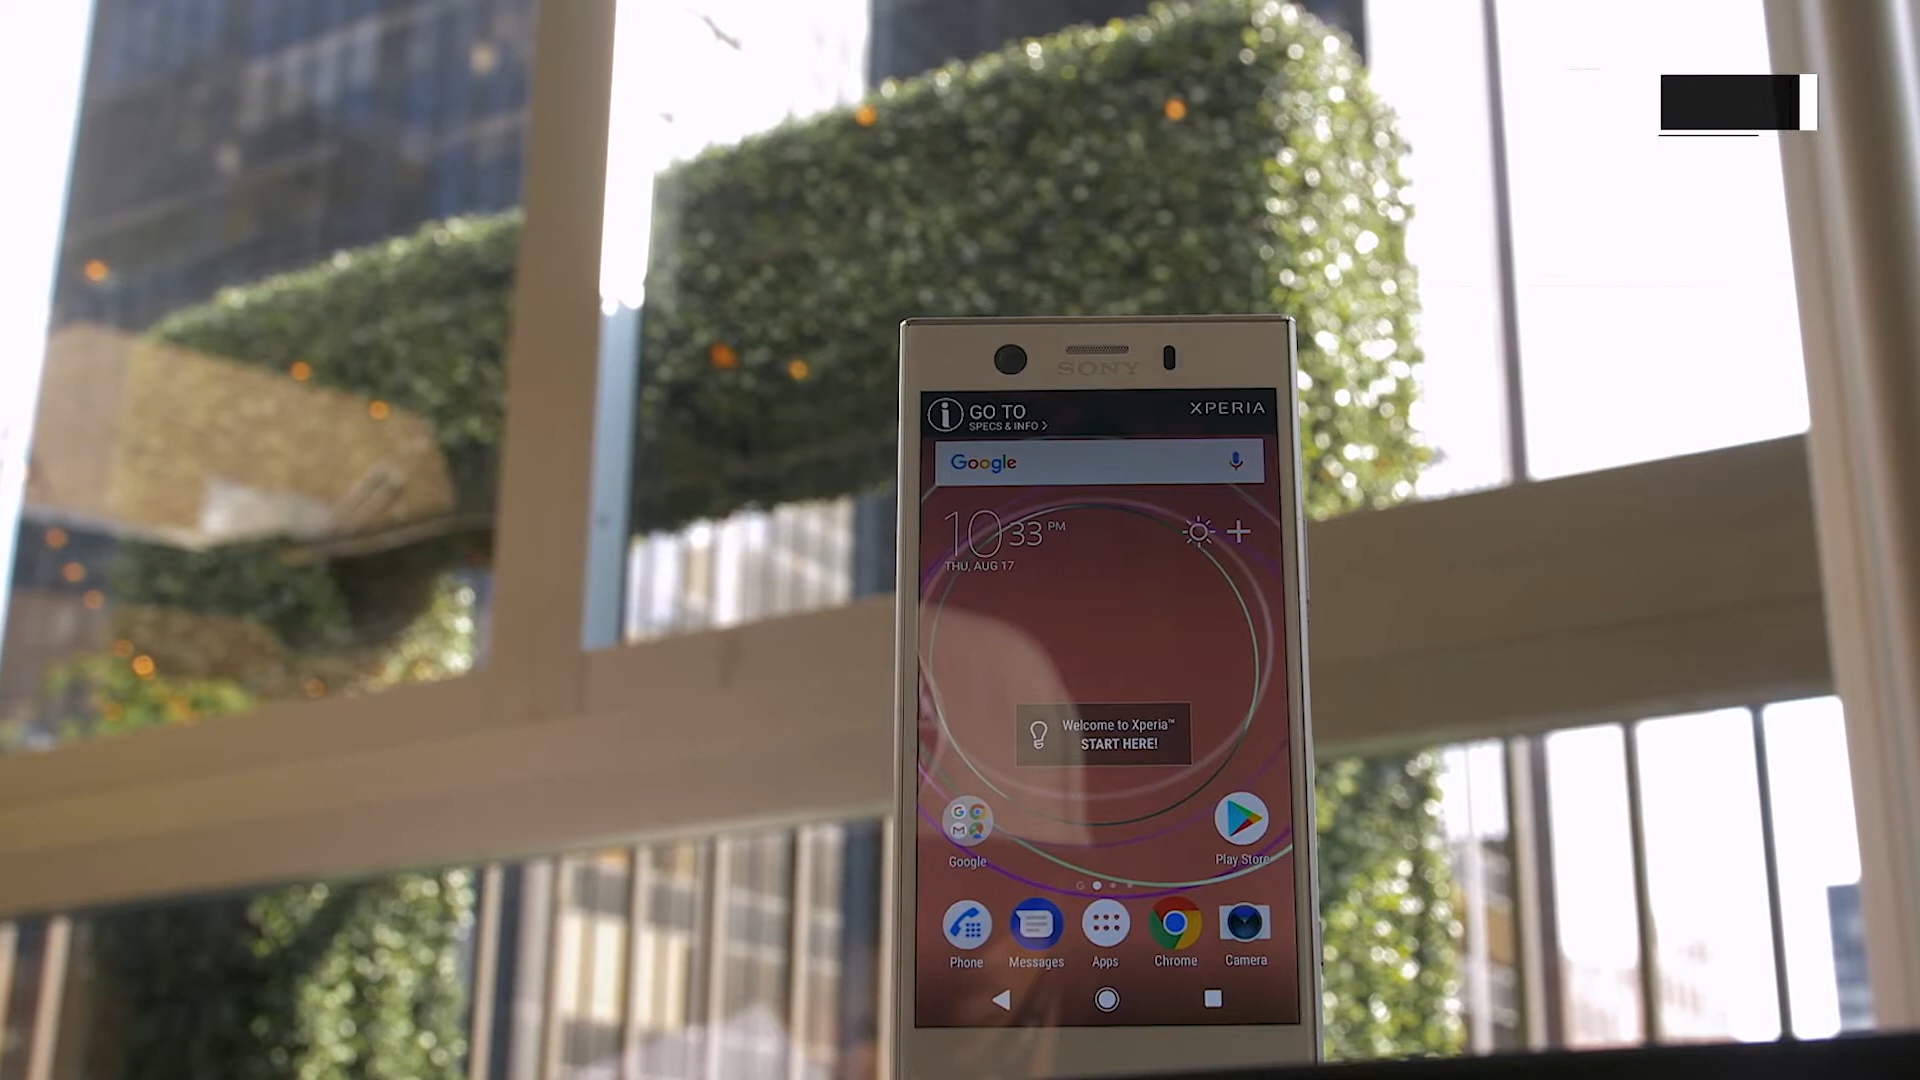 SONY
GO TO
SPECS & INFO >
XPERIA
Google
10 33 PM
THU, AUG 17
Welcome to Xperia™
START HERE!
Google
Play Store
Phone
Messages
Apps
Chrome
Camera